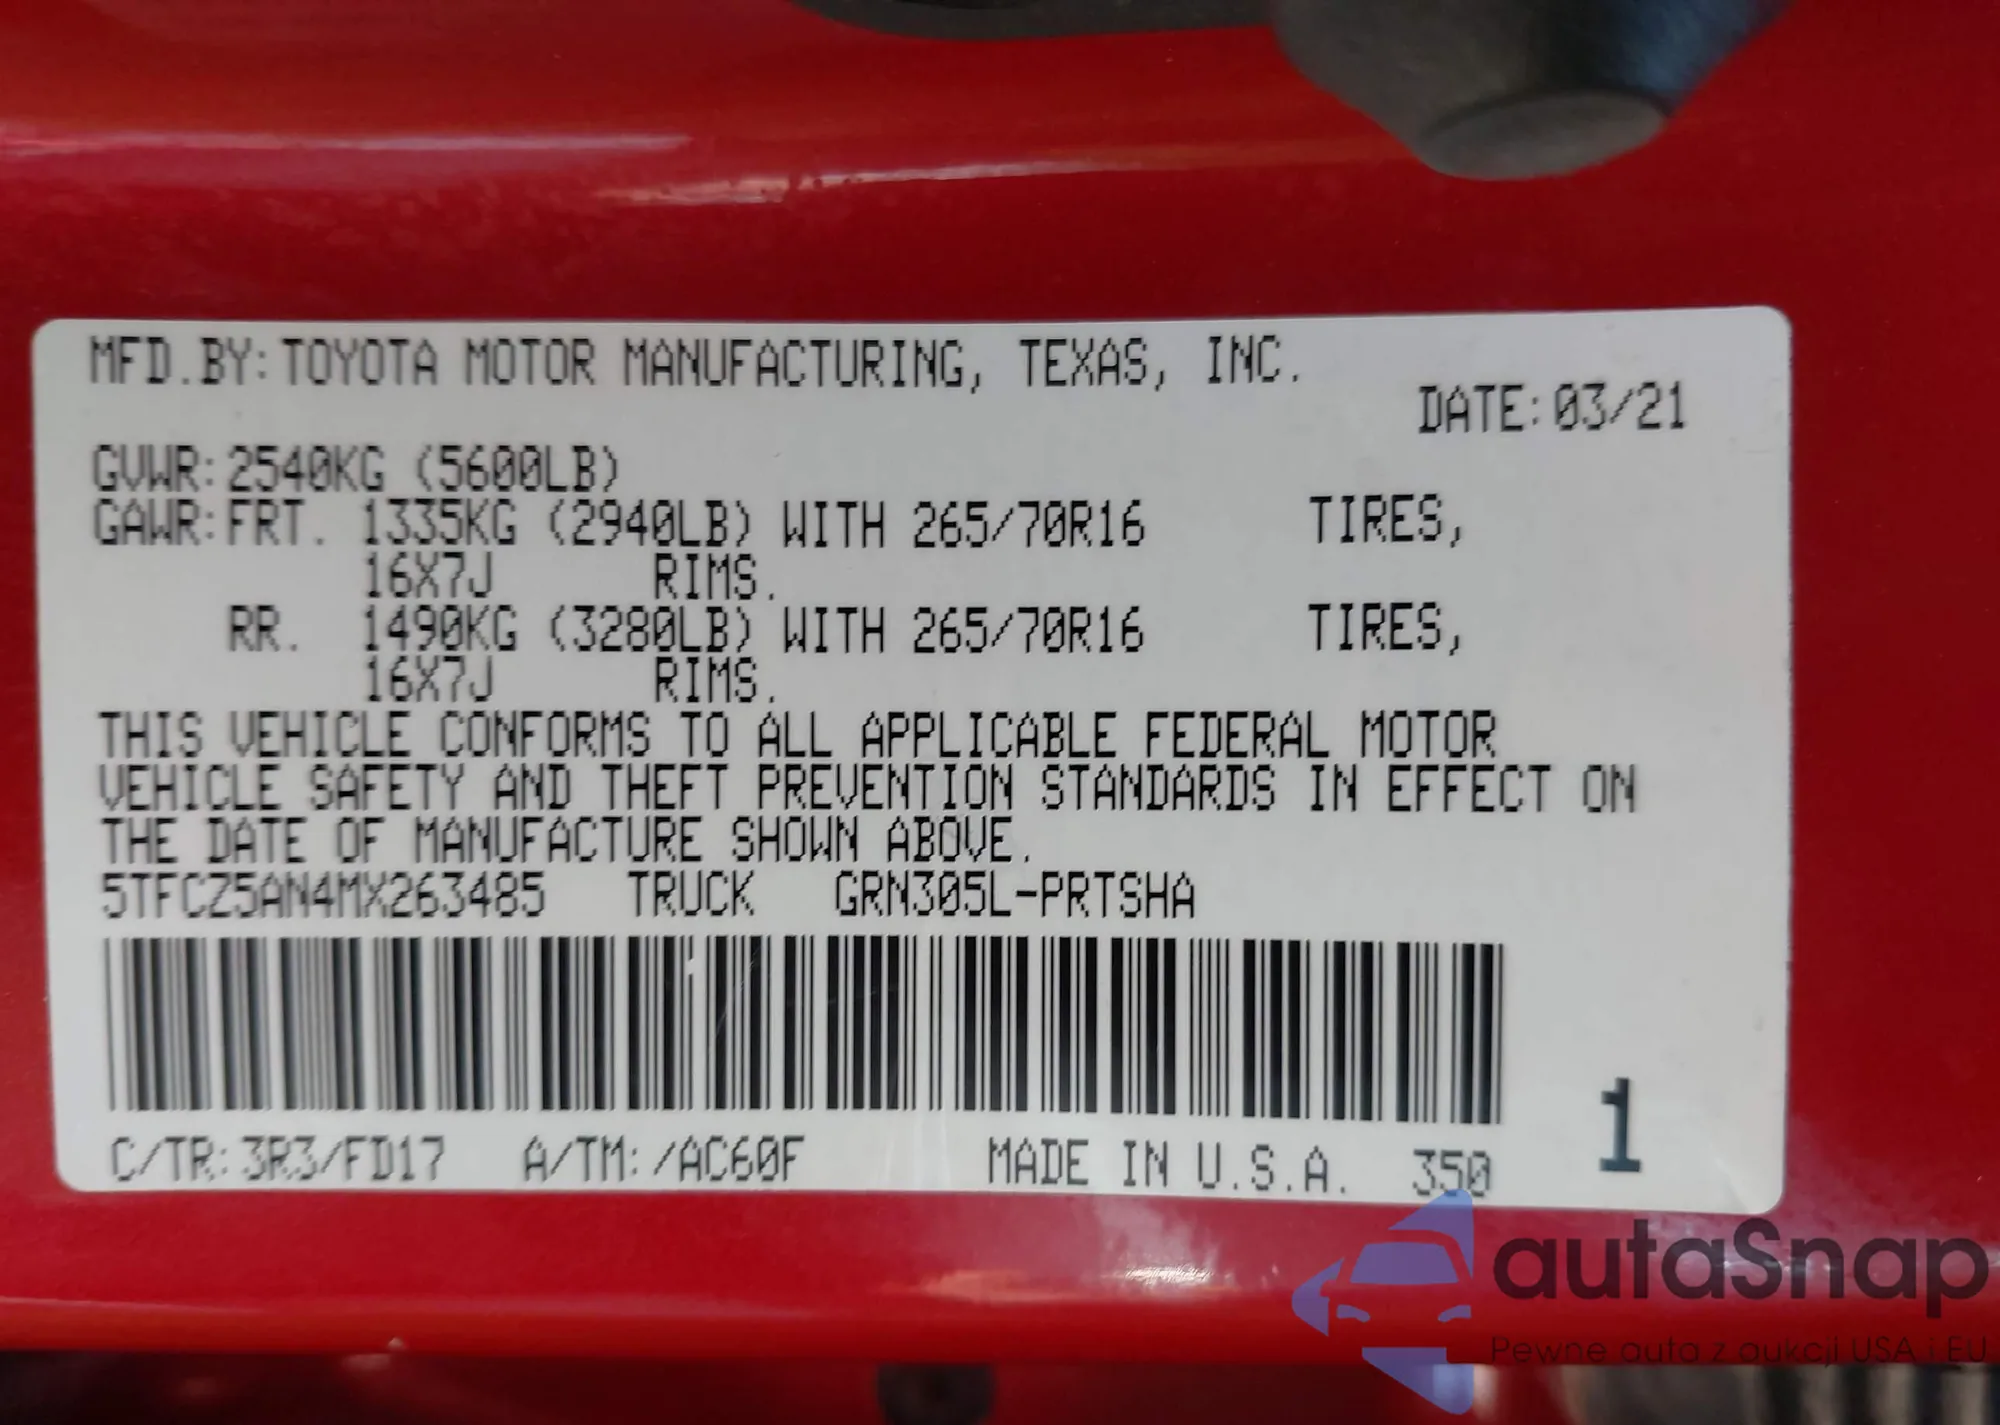 MFD.BY:TOYOTA MOTOR MANUFACTURING, TEXAS, INC.
DATE:03/21
GVWR:2540KG (5600LB)
GAWR:FRT. 1335KG (2940LB) WITH 265/70R16 TIRES,
16X7J RIMS.
RR. 1490KG (3280LB) WITH 265/70R16 TIRES,
16X7J RIMS.
THIS VEHICLE CONFORMS TO ALL APPLICABLE FEDERAL MOTOR
VEHICLE SAFETY AND THEFT PREVENTION STANDARDS IN EFFECT ON
THE DATE OF MANUFACTURE SHOWN ABOVE.
5TFCZ5AN4MX263485 TRUCK GRN305L-PRTSHA
C/TR:3R3/FD17 A/TM:/AC60F MADE IN U.S.A. 350
1
autaSnap
Pewne auta z aukcji USA i EU